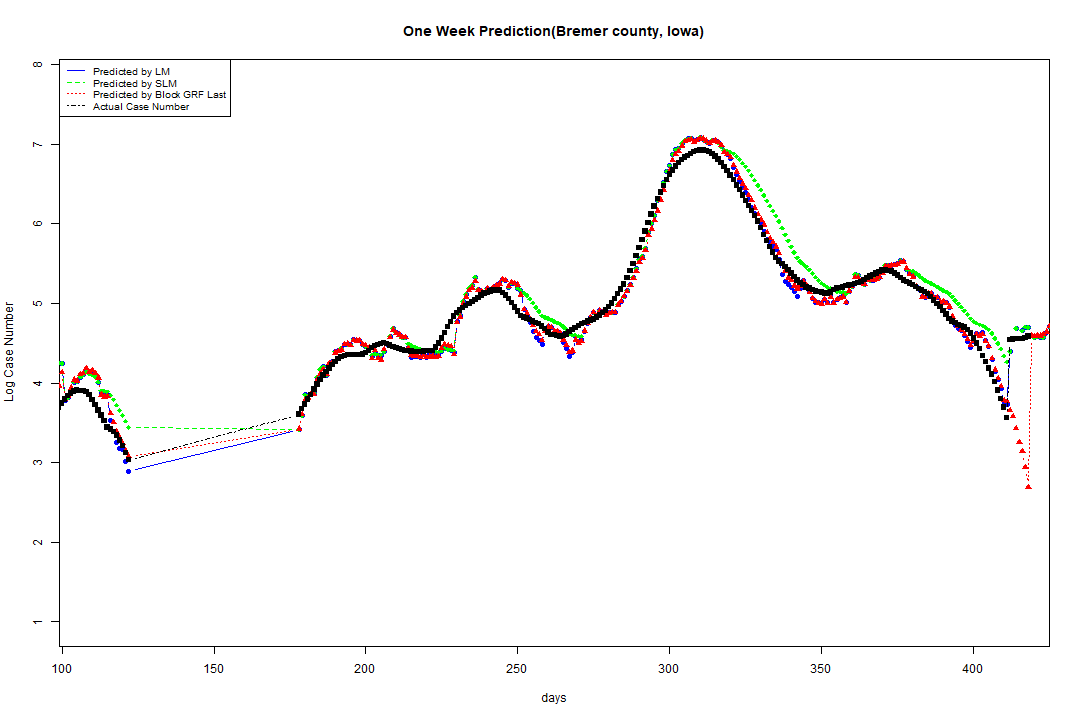 One Week Prediction(Bremer county, Iowa)
Predicted by LM
Predicted by SLM
Predicted by Block GRF Last
Actual Case Number
Log Case Number
8
7
6
5
4
3
2
1
100 150 200 250 300 350 400
days